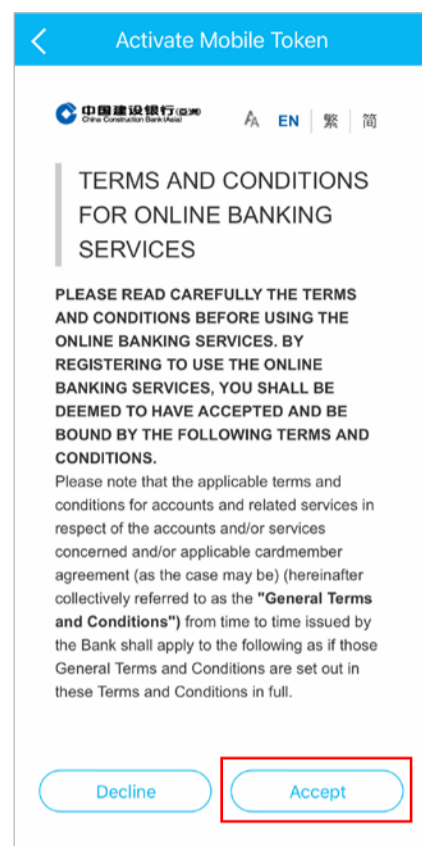 Activate Mobile Token
中国建设银行(亞洲)
China Construction Bank (Asia)
AA EN 繁 简
TERMS AND CONDITIONS
FOR ONLINE BANKING
SERVICES
PLEASE READ CAREFULLY THE TERMS
AND CONDITIONS BEFORE USING THE
ONLINE BANKING SERVICES. BY
REGISTERING TO USE THE ONLINE
BANKING SERVICES, YOU SHALL BE
DEEMED TO HAVE ACCEPTED AND BE
BOUND BY THE FOLLOWING TERMS AND
CONDITIONS.
Please note that the applicable terms and
conditions for accounts and related services in
respect of the accounts and/or services
concerned and/or applicable cardmember
agreement (as the case may be) (hereinafter
collectively referred to as the "General Terms
and Conditions") from time to time issued by
the Bank shall apply to the following as if those
General Terms and Conditions are set out in
these Terms and Conditions in full.
Decline Accept